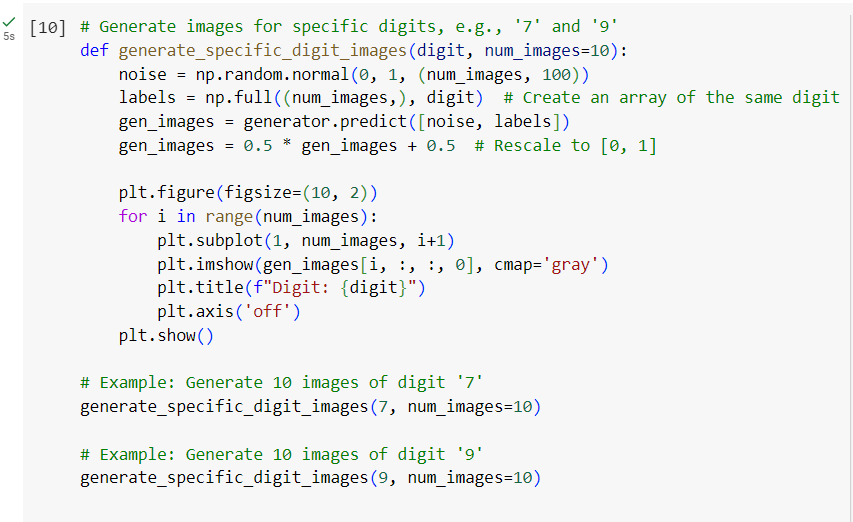 [10] # Generate images for specific digits, e.g., '7' and '9'
5s
def generate_specific_digit_images(digit, num_images=10):
    noise = np.random.normal(0, 1, (num_images, 100))
    labels = np.full((num_images,), digit)  # Create an array of the same digit
    gen_images = generator.predict([noise, labels])
    gen_images = 0.5 * gen_images + 0.5  # Rescale to [0, 1]

    plt.figure(figsize=(10, 2))
    for i in range(num_images):
        plt.subplot(1, num_images, i+1)
        plt.imshow(gen_images[i, :, :, 0], cmap='gray')
        plt.title(f"Digit: {digit}")
        plt.axis('off')
    plt.show()

# Example: Generate 10 images of digit '7'
generate_specific_digit_images(7, num_images=10)

# Example: Generate 10 images of digit '9'
generate_specific_digit_images(9, num_images=10)